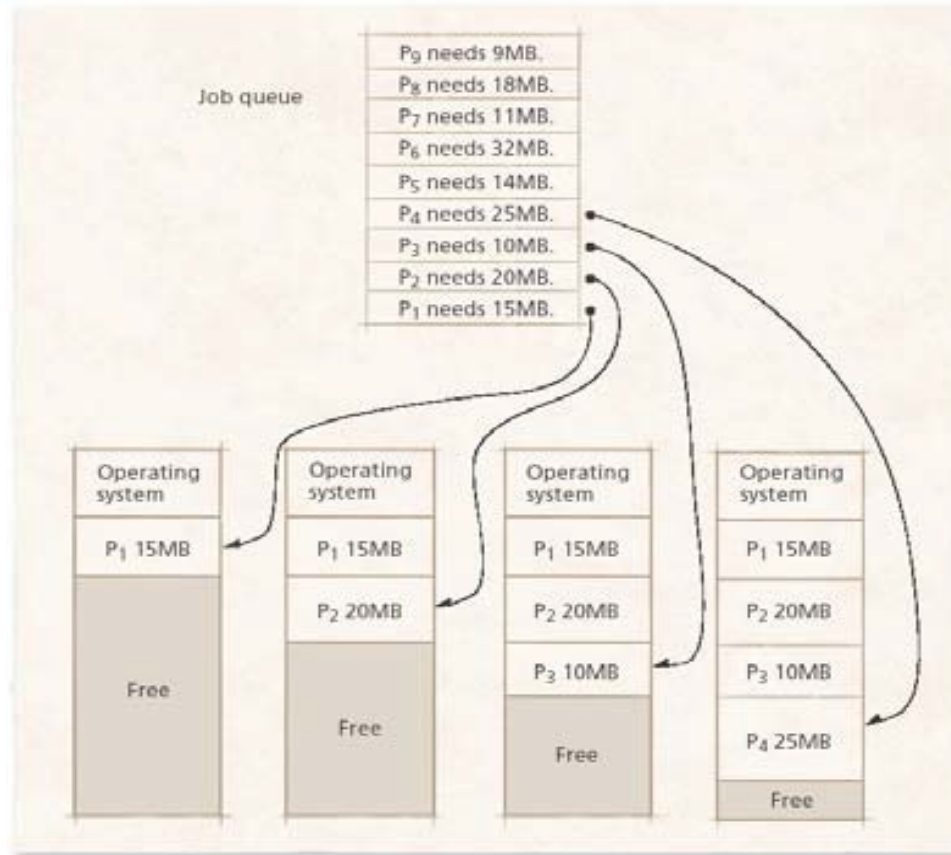 Job queue
P9 needs 9MB.
P8 needs 18MB.
P7 needs 11MB.
P6 needs 32MB.
P5 needs 14MB.
P4 needs 25MB.
P3 needs 10MB.
P2 needs 20MB.
P1 needs 15MB.
Operating
system
P1 15MB
Free
Operating
system
P1 15MB
P2 20MB
Free
Operating
system
P1 15MB
P2 20MB
P3 10MB
Free
Operating
system
P1 15MB
P2 20MB
P3 10MB
P4 25MB
Free